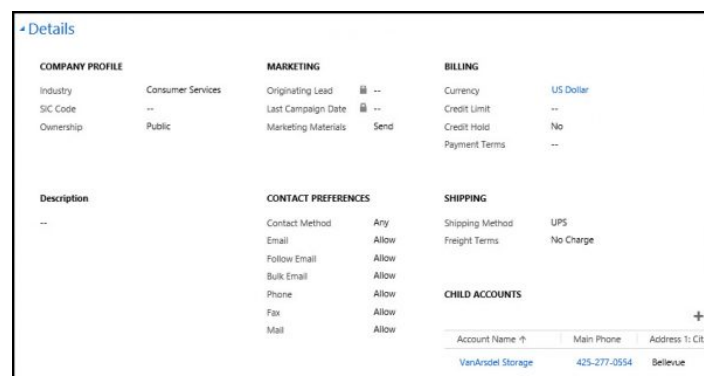 Details
COMPANY PROFILE
Industry Consumer Services
SIC Code --
Ownership Public
MARKETING
Originating Lead --
Last Campaign Date --
Marketing Materials Send
BILLING
Currency US Dollar
Credit Limit --
Credit Hold No
Payment Terms --
Description
--
CONTACT PREFERENCES
Contact Method Any
Email Allow
Follow Email Allow
Bulk Email Allow
Phone Allow
Fax Allow
Mail Allow
SHIPPING
Shipping Method UPS
Freight Terms No Charge
CHILD ACCOUNTS
+
Account Name ↑ Main Phone Address 1: Cit
VanArsdel Storage 425-277-0554 Bellevue